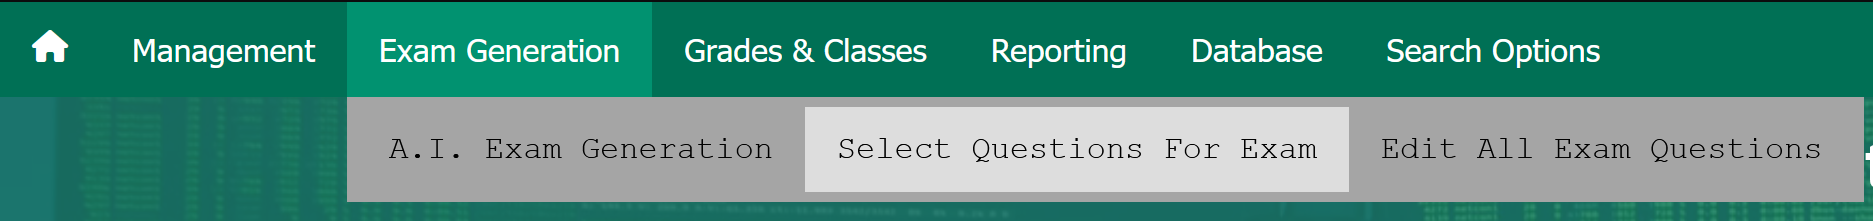 Management Exam Generation Grades & Classes Reporting Database Search Options
A.I. Exam Generation Select Questions For Exam Edit All Exam Questions